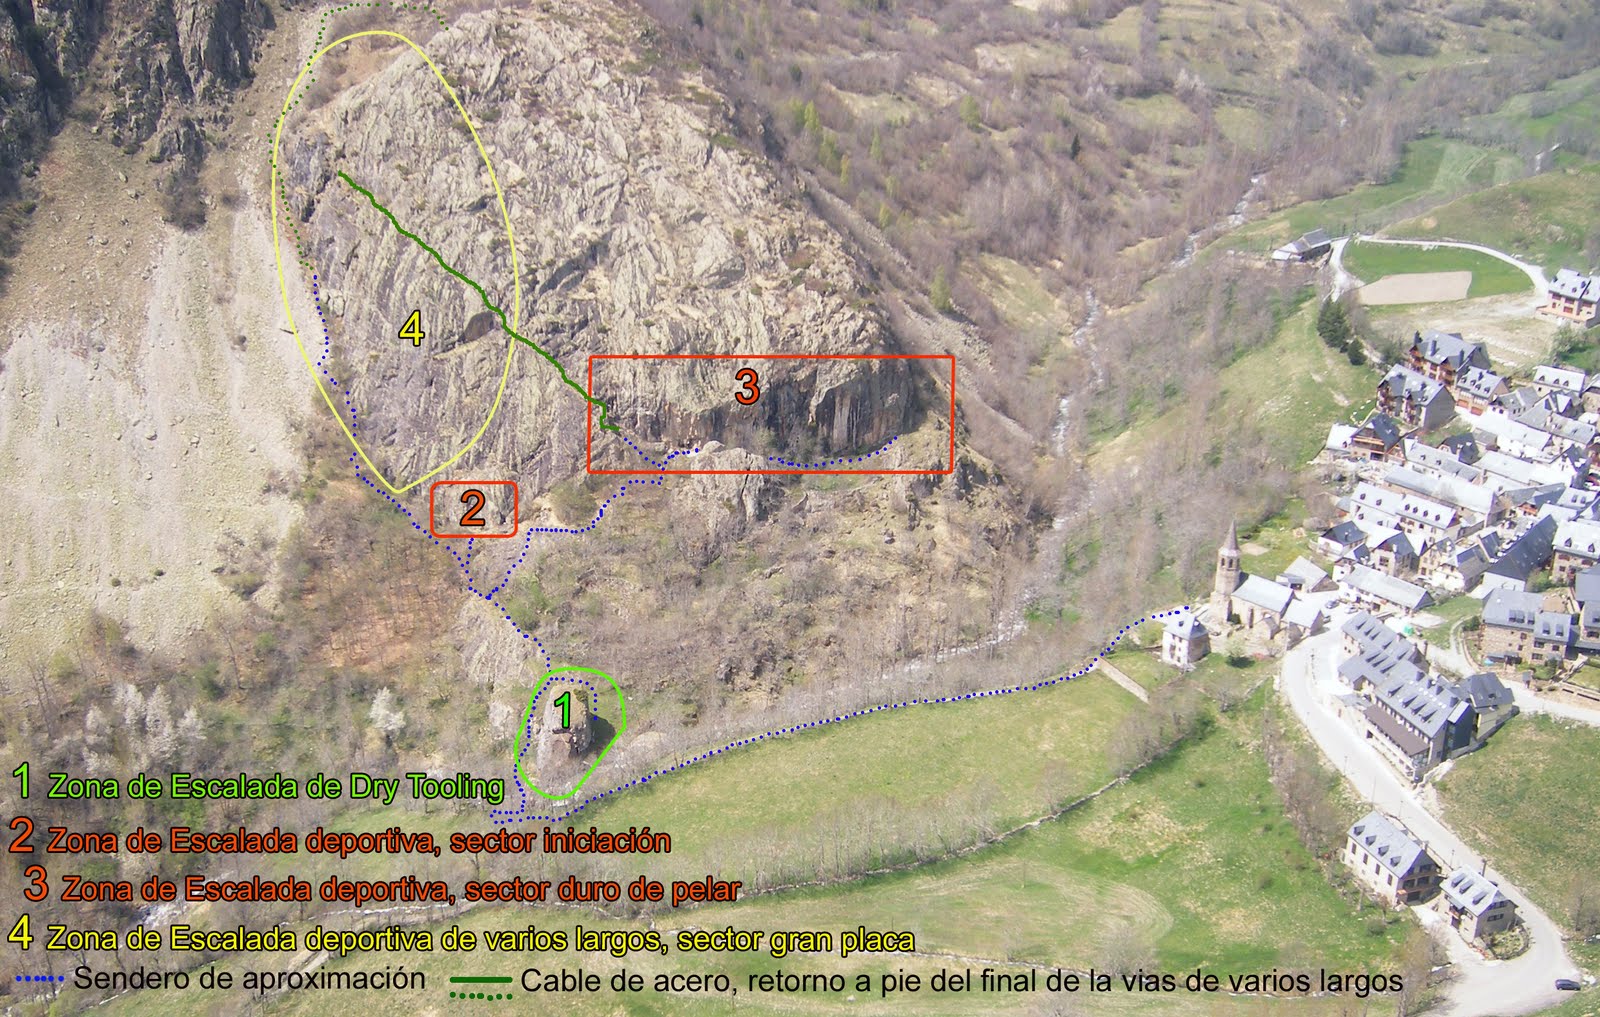 4
3
2
1
1 Zona de Escalada de Dry Tooling
2 Zona de Escalada deportiva, sector iniciación
3 Zona de Escalada deportiva, sector duro de pelar
4 Zona de Escalada deportiva de varios largos, sector gran placa
Sendero de aproximación Cable de acero, retorno a pie del final de la vias de varios largos